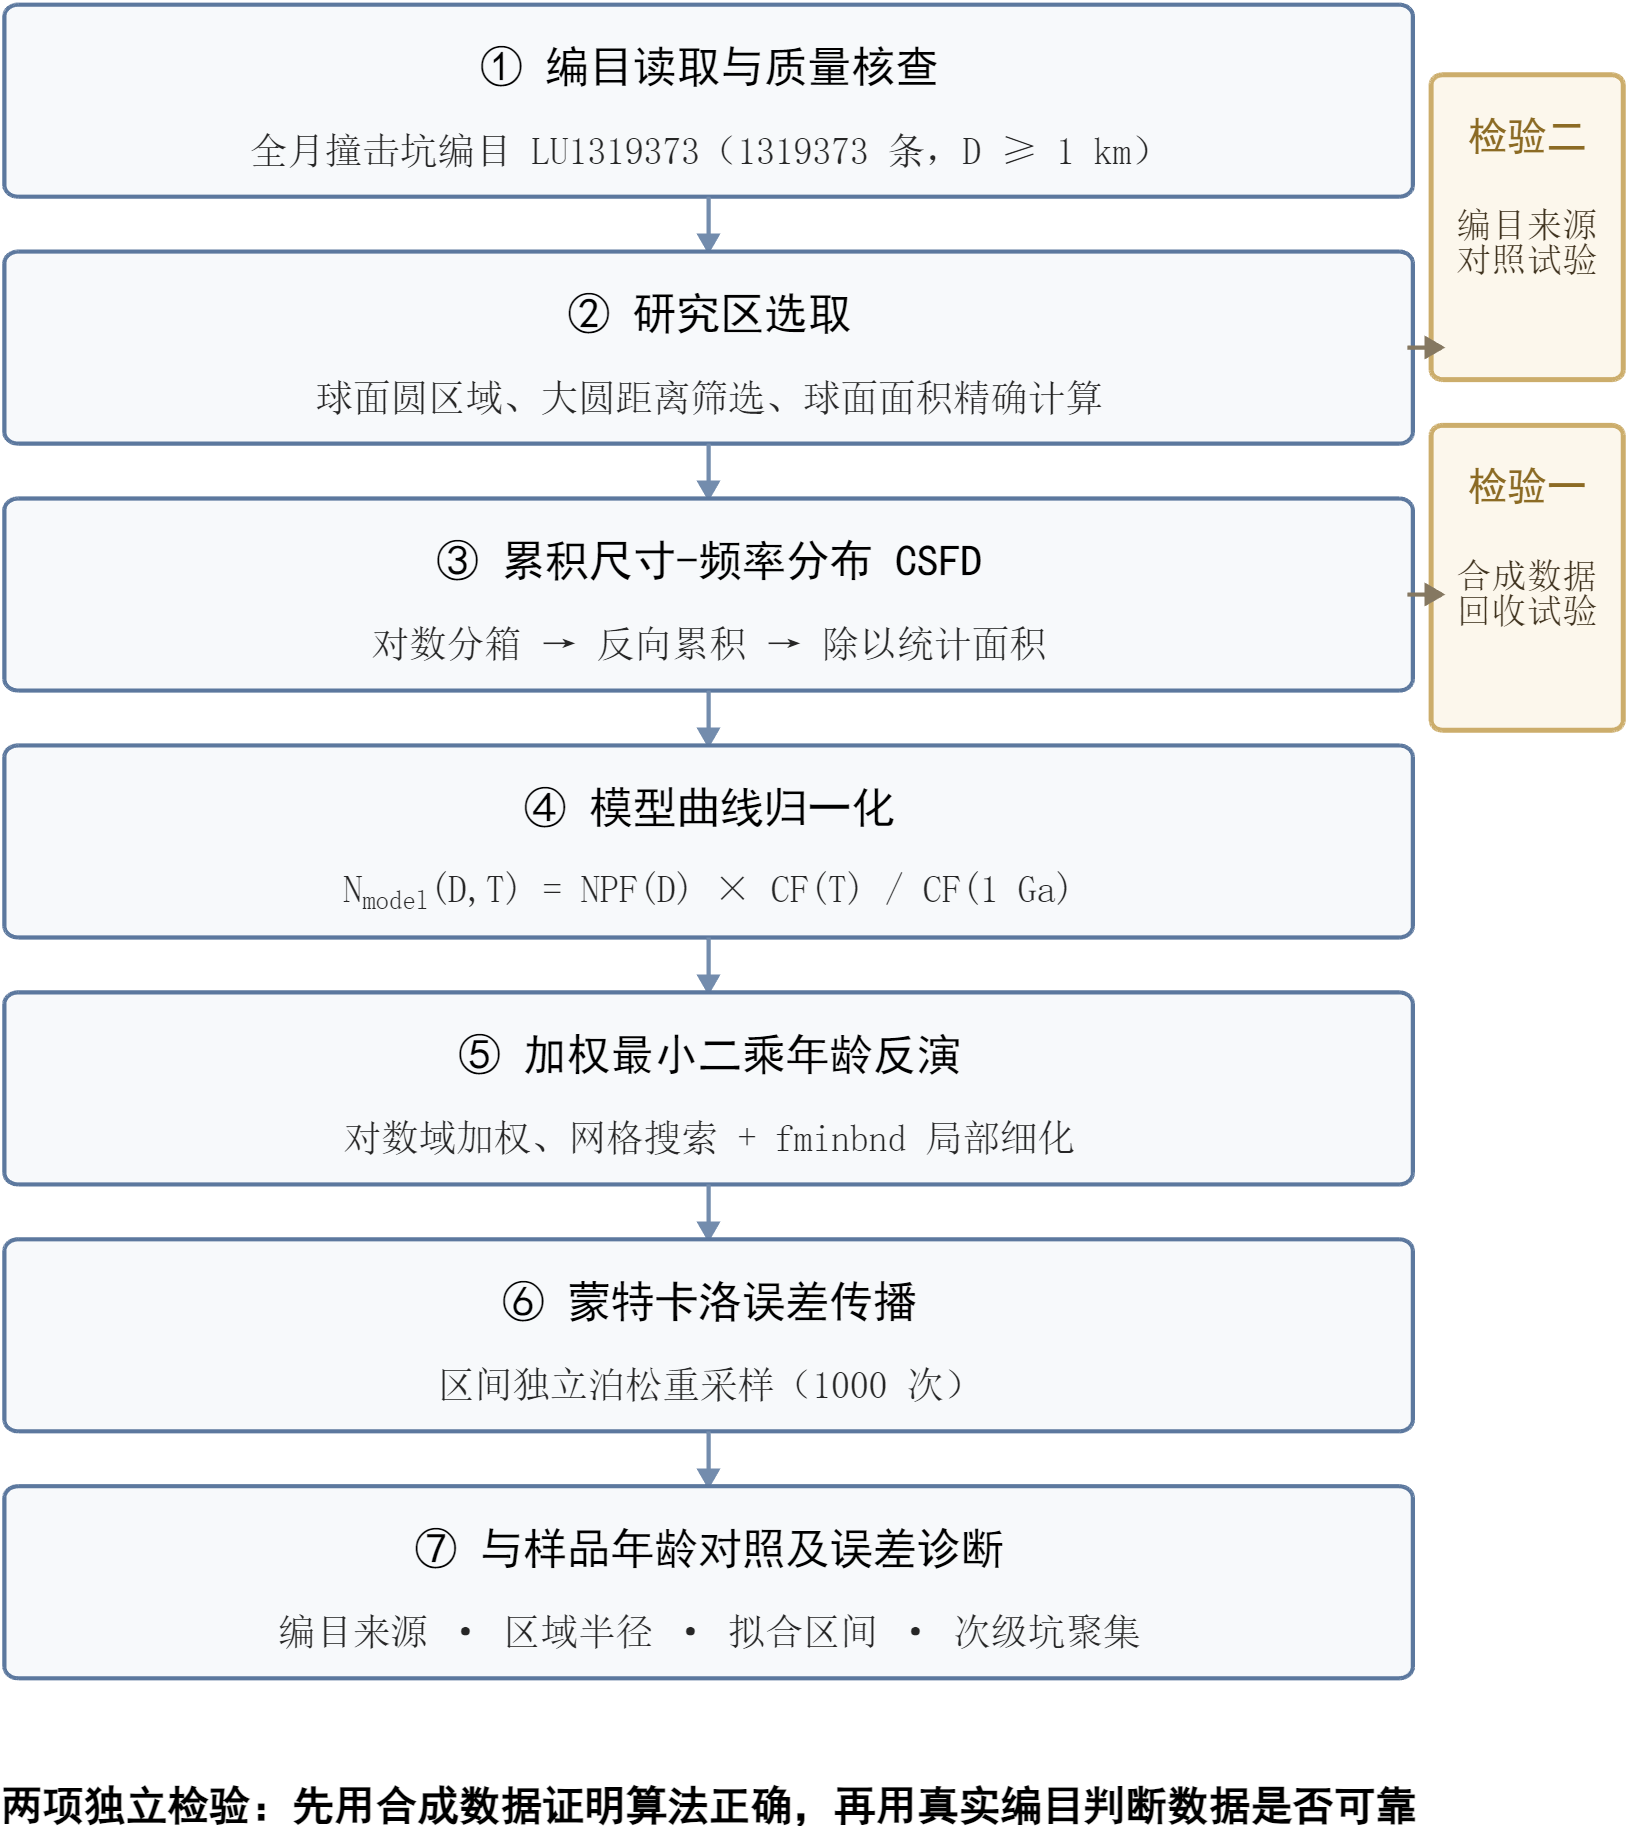 ① 编目读取与质量核查
全月撞击坑编目 LU1319373（1319373 条，D ≥ 1 km）
检验二
编目来源
对照试验
② 研究区选取
球面圆区域、大圆距离筛选、球面面积精确计算
检验一
合成数据
回收试验
③ 累积尺寸-频率分布 CSFD
对数分箱 → 反向累积 → 除以统计面积
④ 模型曲线归一化
Nmodel(D,T) = NPF(D) × CF(T) / CF(1 Ga)
⑤ 加权最小二乘年龄反演
对数域加权、网格搜索 + fminbnd 局部细化
⑥ 蒙特卡洛误差传播
区间独立泊松重采样（1000 次）
⑦ 与样品年龄对照及误差诊断
编目来源 · 区域半径 · 拟合区间 · 次级坑聚集
两项独立检验：先用合成数据证明算法正确，再用真实编目判断数据是否可靠